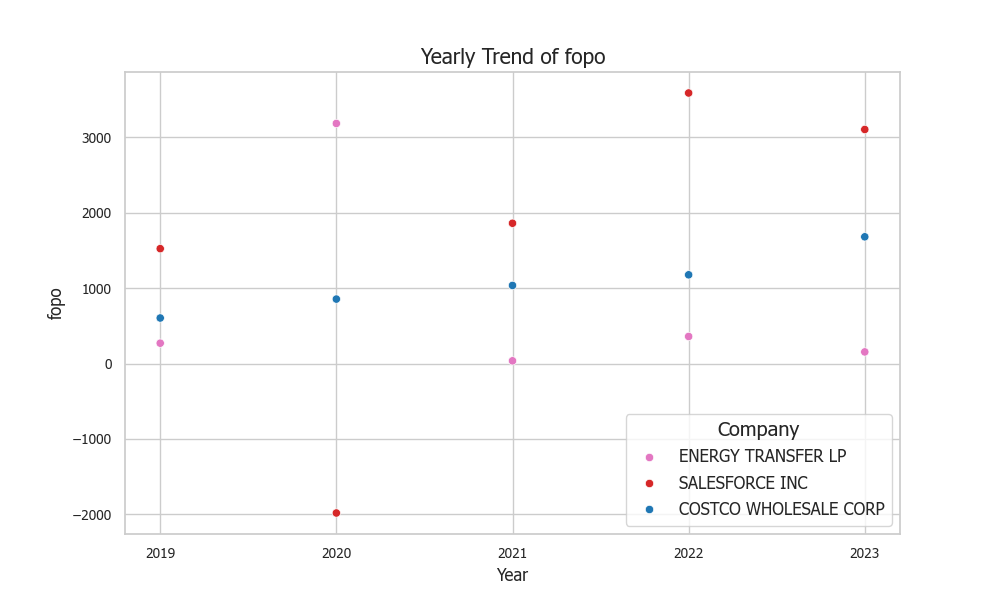 Yearly Trend of fopo
fopo
3000
2000
1000
0
−1000
−2000
2019
2020
2021
2022
2023
Year
Company
ENERGY TRANSFER LP
SALESFORCE INC
COSTCO WHOLESALE CORP